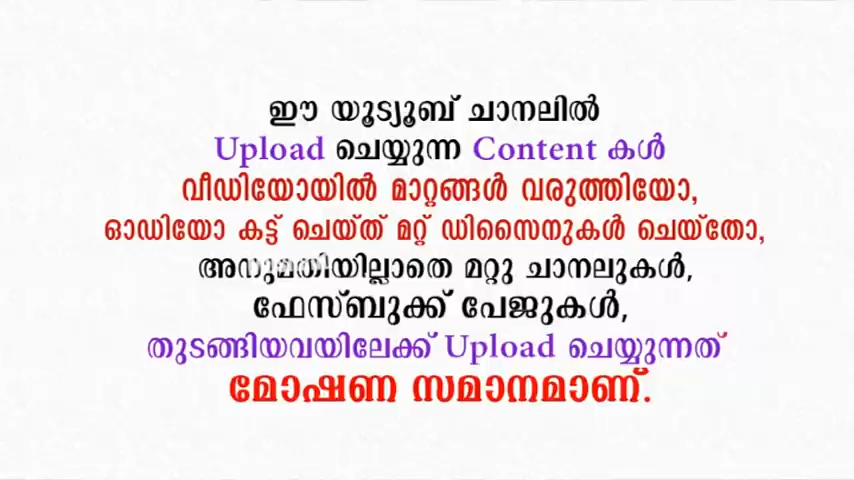 ഈ യൂട്യൂബ് ചാനലിൽ
Upload ചെയ്യുന്ന Content കൾ
വീഡിയോയിൽ മാറ്റങ്ങൾ വരുത്തിയോ,
ഓഡിയോ കട്ട് ചെയ്ത് മറ്റ് ഡിസൈനുകൾ ചെയ്തോ,
അനുമതിയില്ലാതെ മറ്റു ചാനലുകൾ,
ഫേസ്ബുക്ക് പേജുകൾ,
തുടങ്ങിയവയിലേക്ക് Upload ചെയ്യുന്നത്
മോഷണ സമാനമാണ്.